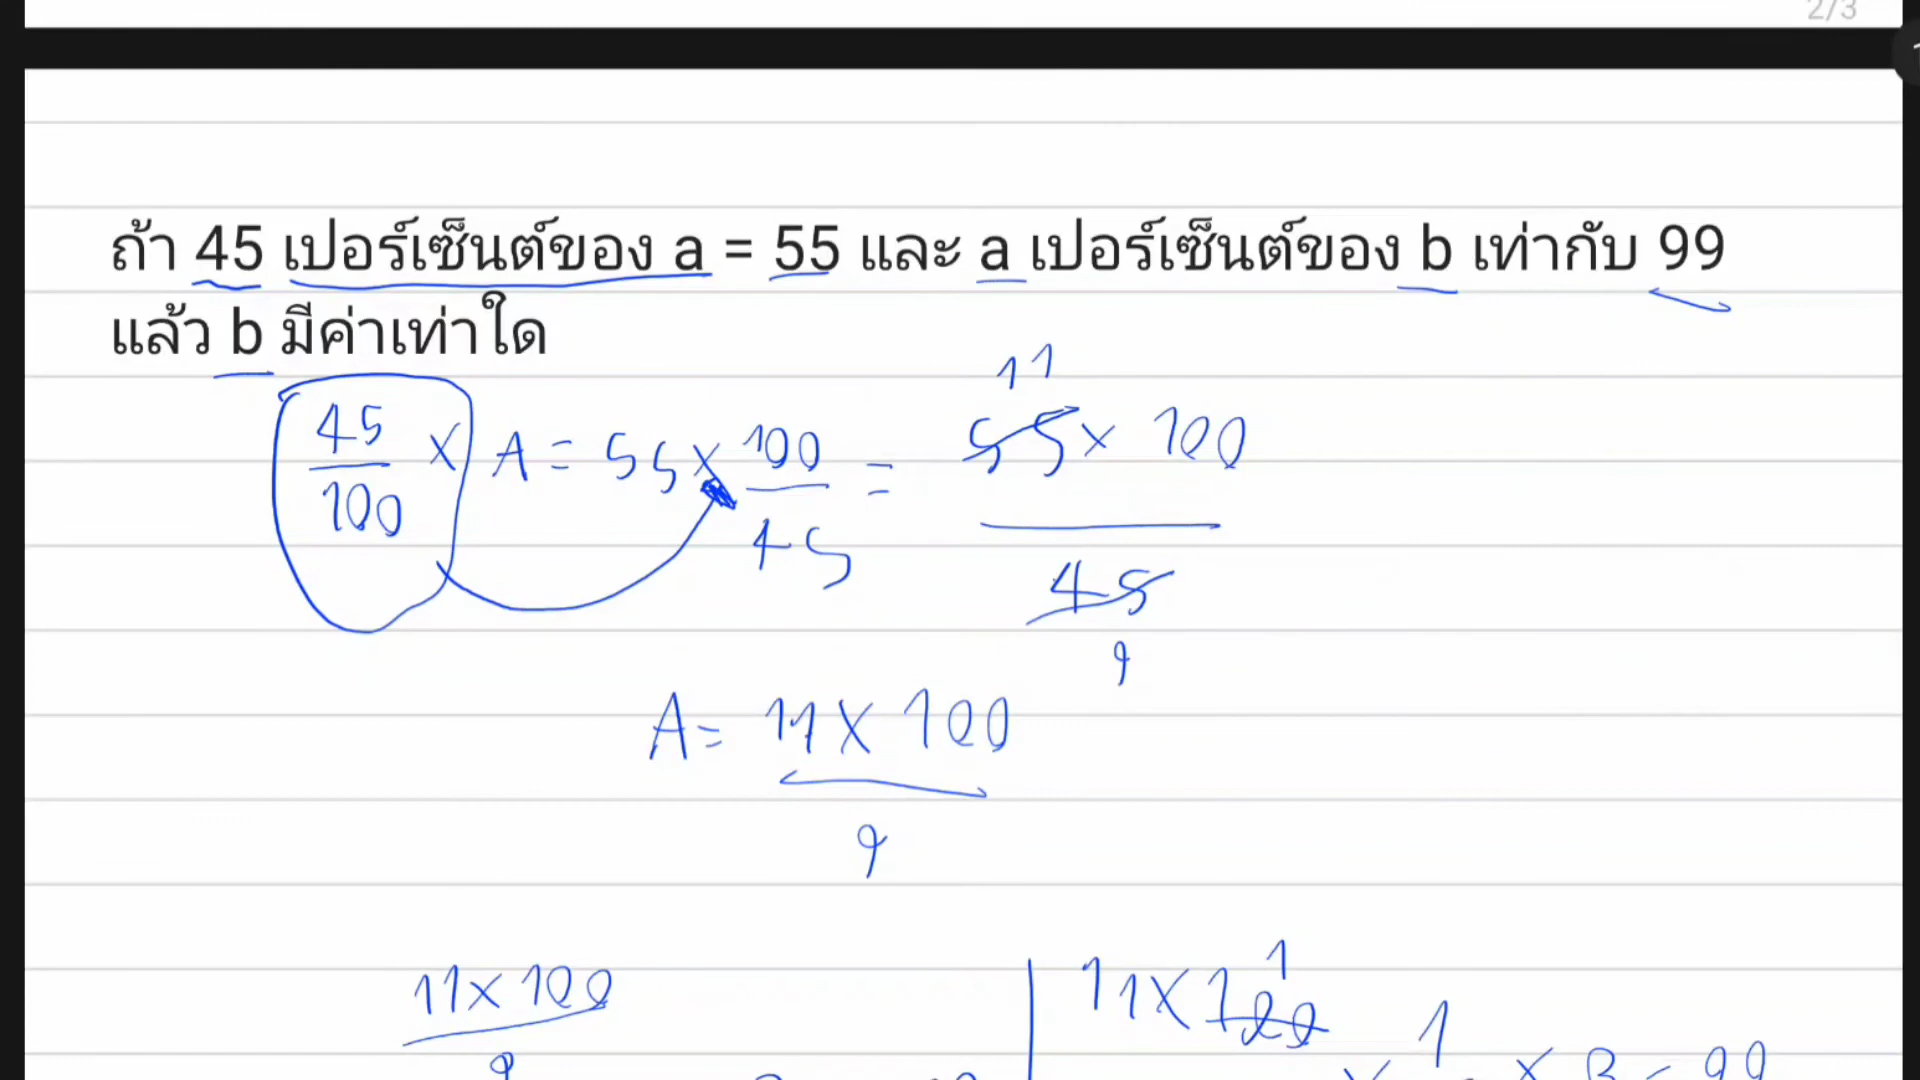 2/3
ถ้า 45 เปอร์เซ็นต์ของ a = 55 และ a เปอร์เซ็นต์ของ b เท่ากับ 99
แล้ว b มีค่าเท่าใด
45/100 × A = 55 × 100/45 = 55 × 100/45
11
9
A = 11 × 100/9
11 × 100/9
11 × 100
1
× 1 × B = 99